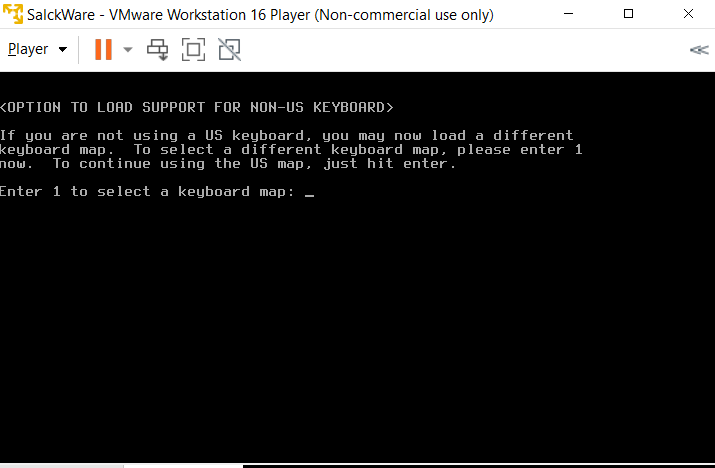 SalckWare - VMware Workstation 16 Player (Non-commercial use only)
Player
<OPTION TO LOAD SUPPORT FOR NON-US KEYBOARD>
If you are not using a US keyboard, you may now load a different
keyboard map.  To select a different keyboard map, please enter 1
now.  To continue using the US map, just hit enter.
Enter 1 to select a keyboard map: _